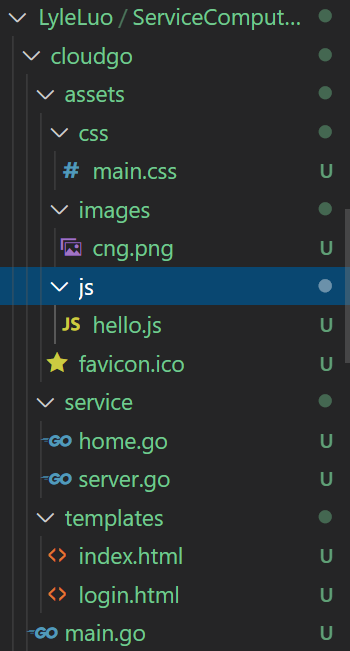 LyleLuo / ServiceComput...
cloudgo
assets
css
# main.css U
images
cng.png U
js
JS hello.js U
favicon.ico U
service
GO home.go U
GO server.go U
templates
<> index.html U
<> login.html U
GO main.go U